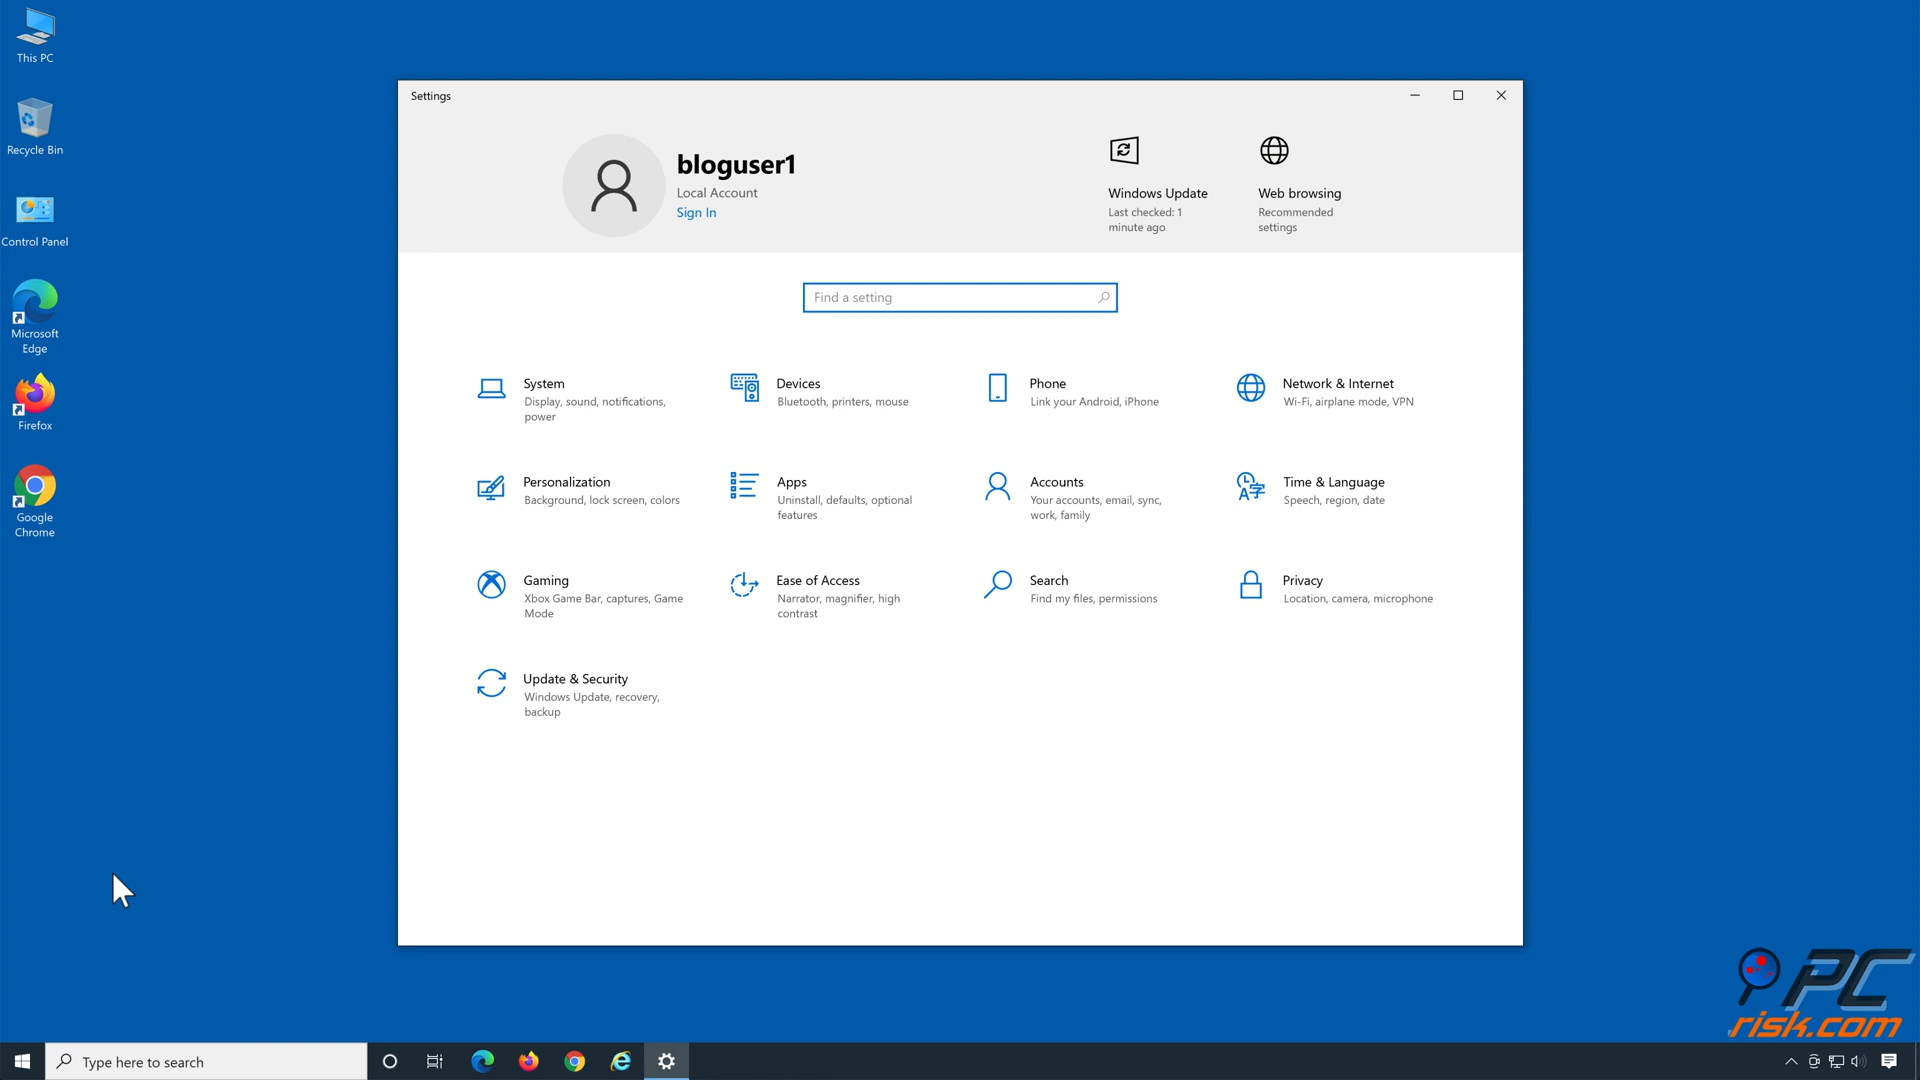 This PC
Recycle Bin
Control Panel
Microsoft
Edge
Firefox
Google
Chrome
Settings
bloguser1
Local Account
Sign In
Windows Update
Last checked: 1
minute ago
Web browsing
Recommended
settings
Find a setting
System
Display, sound, notifications,
power
Devices
Bluetooth, printers, mouse
Phone
Link your Android, iPhone
Network & Internet
Wi-Fi, airplane mode, VPN
Personalization
Background, lock screen, colors
Apps
Uninstall, defaults, optional
features
Accounts
Your accounts, email, sync,
work, family
Time & Language
Speech, region, date
Gaming
Xbox Game Bar, captures, Game
Mode
Ease of Access
Narrator, magnifier, high
contrast
Search
Find my files, permissions
Privacy
Location, camera, microphone
Update & Security
Windows Update, recovery,
backup
PC
risk.com
Type here to search